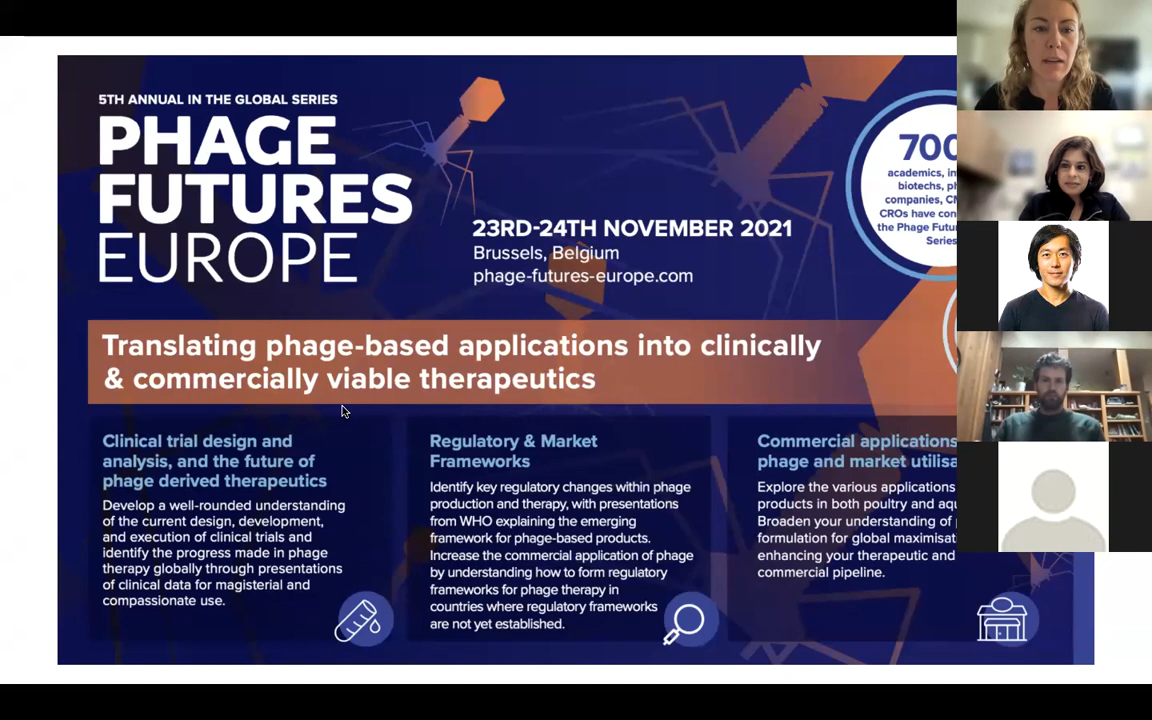 5TH ANNUAL IN THE GLOBAL SERIES
PHAGE
FUTURES
EUROPE
23RD-24TH NOVEMBER 2021
Brussels, Belgium
phage-futures-europe.com
700
academics,
biotechs,
companies,
CROs have
the Phage
Series
Translating phage-based applications into clinically
& commercially viable therapeutics
Clinical trial design and
analysis, and the future of
phage derived therapeutics
Develop a well-rounded understanding
of the current design, development,
and execution of clinical trials and
identify the progress made in phage
therapy globally through presentations
of clinical data for magisterial and
compassionate use.
Regulatory & Market
Frameworks
Identify key regulatory changes within phage
production and therapy, with presentations
from WHO explaining the emerging
framework for phage-based products.
Increase the commercial application of phage
by understanding how to form regulatory
frameworks for phage therapy in
countries where regulatory frameworks
are not yet established.
Commercial applications
phage and market
Explore the various applications
products in both poultry and
Broaden your understanding of
formulation for global
enhancing your therapeutic and
commercial pipeline.